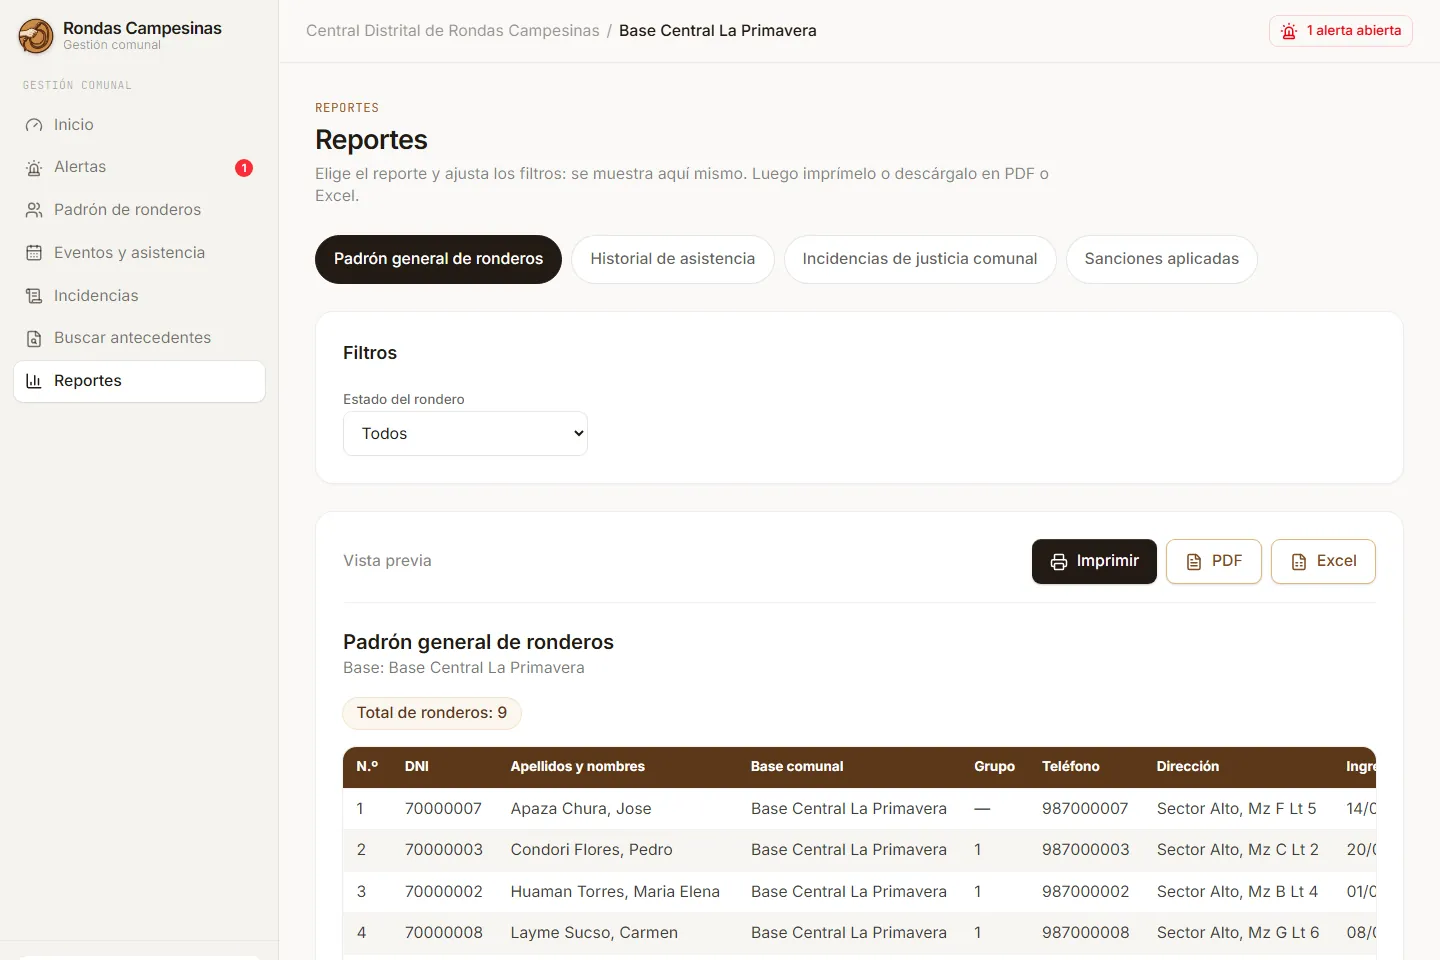 Rondas Campesinas
Gestión comunal
GESTIÓN COMUNAL
Inicio
Alertas
1
Padrón de ronderos
Eventos y asistencia
Incidencias
Buscar antecedentes
Reportes
Central Distrital de Rondas Campesinas / Base Central La Primavera
1 alerta abierta
REPORTES
Reportes
Elige el reporte y ajusta los filtros: se muestra aquí mismo. Luego imprímelo o descárgalo en PDF o
Excel.
Padrón general de ronderos
Historial de asistencia
Incidencias de justicia comunal
Sanciones aplicadas
Filtros
Estado del rondero
Todos
Vista previa
Imprimir
PDF
Excel
Padrón general de ronderos
Base: Base Central La Primavera
Total de ronderos: 9
N.º DNI Apellidos y nombres Base comunal Grupo Teléfono Dirección
1 70000007 Apaza Chura, Jose Base Central La Primavera — 987000007 Sector Alto, Mz F Lt 5 14/0
2 70000003 Condori Flores, Pedro Base Central La Primavera 1 987000003 Sector Alto, Mz C Lt 2 20/0
3 70000002 Huaman Torres, Maria Elena Base Central La Primavera 1 987000002 Sector Alto, Mz B Lt 4 01/0
4 70000008 Layme Sucso, Carmen Base Central La Primavera 1 987000008 Sector Alto, Mz G Lt 6 08/0